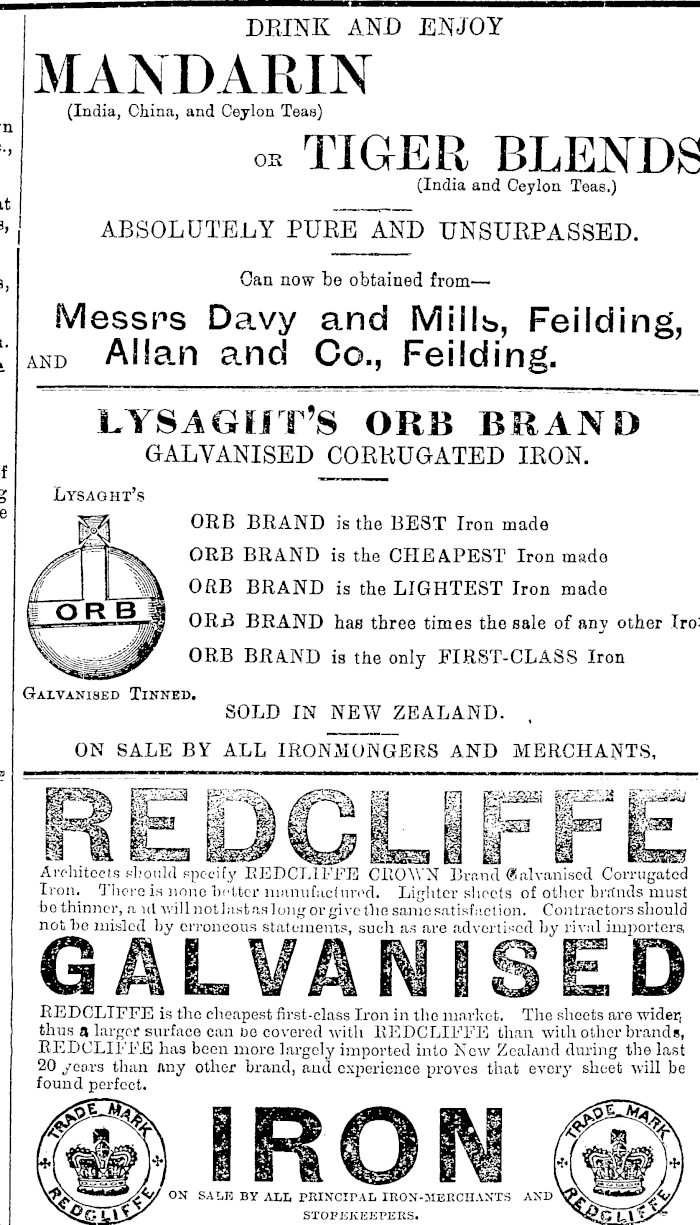 DRINK AND ENJOY
MANDARIN
(India, China, and Ceylon Teas)
OR TIGER BLENDS
(India and Ceylon Teas.)
ABSOLUTELY PURE AND UNSURPASSED.
Can now be obtained from—
Messrs Davy and Mills, Feilding,
AND Allan and Co., Feilding.
LYSAGHT'S ORB BRAND
GALVANISED CORRUGATED IRON.
LYSAGHT'S
ORB
GALVANISED TINNED.
ORB BRAND is the BEST Iron made
ORB BRAND is the CHEAPEST Iron made
ORB BRAND is the LIGHTEST Iron made
ORB BRAND has three times the sale of any other Iro
ORB BRAND is the only FIRST-CLASS Iron
SOLD IN NEW ZEALAND.
ON SALE BY ALL IRONMONGERS AND MERCHANTS,
REDCLIFFE
Architects should specify REDCLIFFE CROWN Brand Galvanised Corrugated
Iron. There is none better manufactured. Lighter sheets of other brands must
be thinner, and will not last as long or give the same satisfaction. Contractors should
not be misled by erroneous statements, such as are advertised by rival importers.
GALVANISED
REDCLIFFE is the cheapest first-class Iron in the market. The sheets are wider,
thus a larger surface can be covered with REDCLIFFE than with other brands,
REDCLIFFE has been more largely imported into New Zealand during the last
20 years than any other brand, and experience proves that every sheet will be
found perfect.
TRADE MARK
REDCLIFFE
IRON
TRADE MARK
REDCLIFFE
ON SALE BY ALL PRINCIPAL IRON-MERCHANTS AND
STOREKEEPERS.